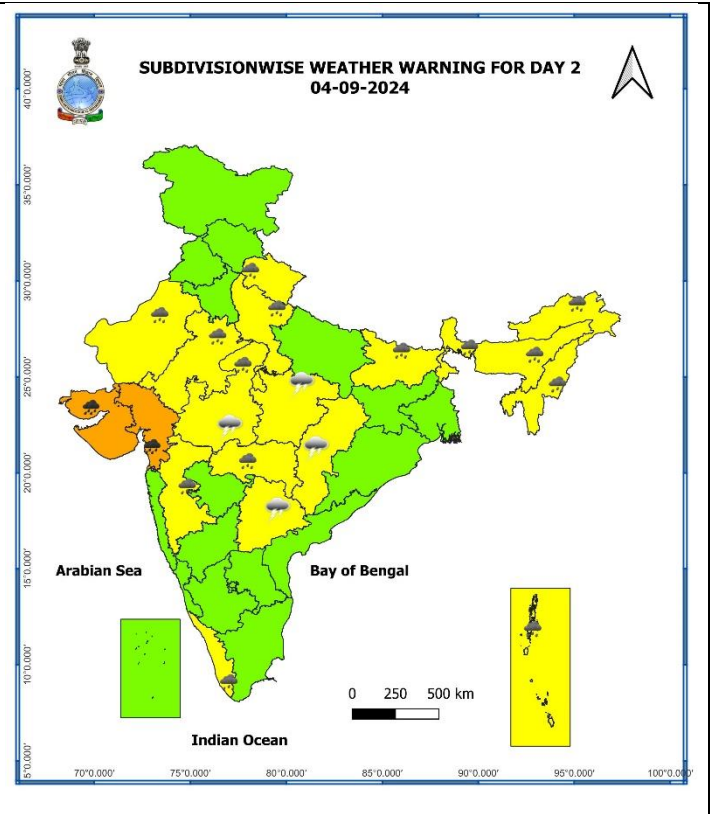 SUBDIVISIONWISE WEATHER WARNING FOR DAY 2
04-09-2024
40°0.000'
35°0.000'
30°0.000'
25°0.000'
20°0.000'
15°0.000'
10°0.000'
5°0.000'
Arabian Sea
Bay of Bengal
0 250 500 km
Indian Ocean
70°0.000' 75°0.000' 80°0.000' 85°0.000' 90°0.000' 95°0.000' 100°0.000'